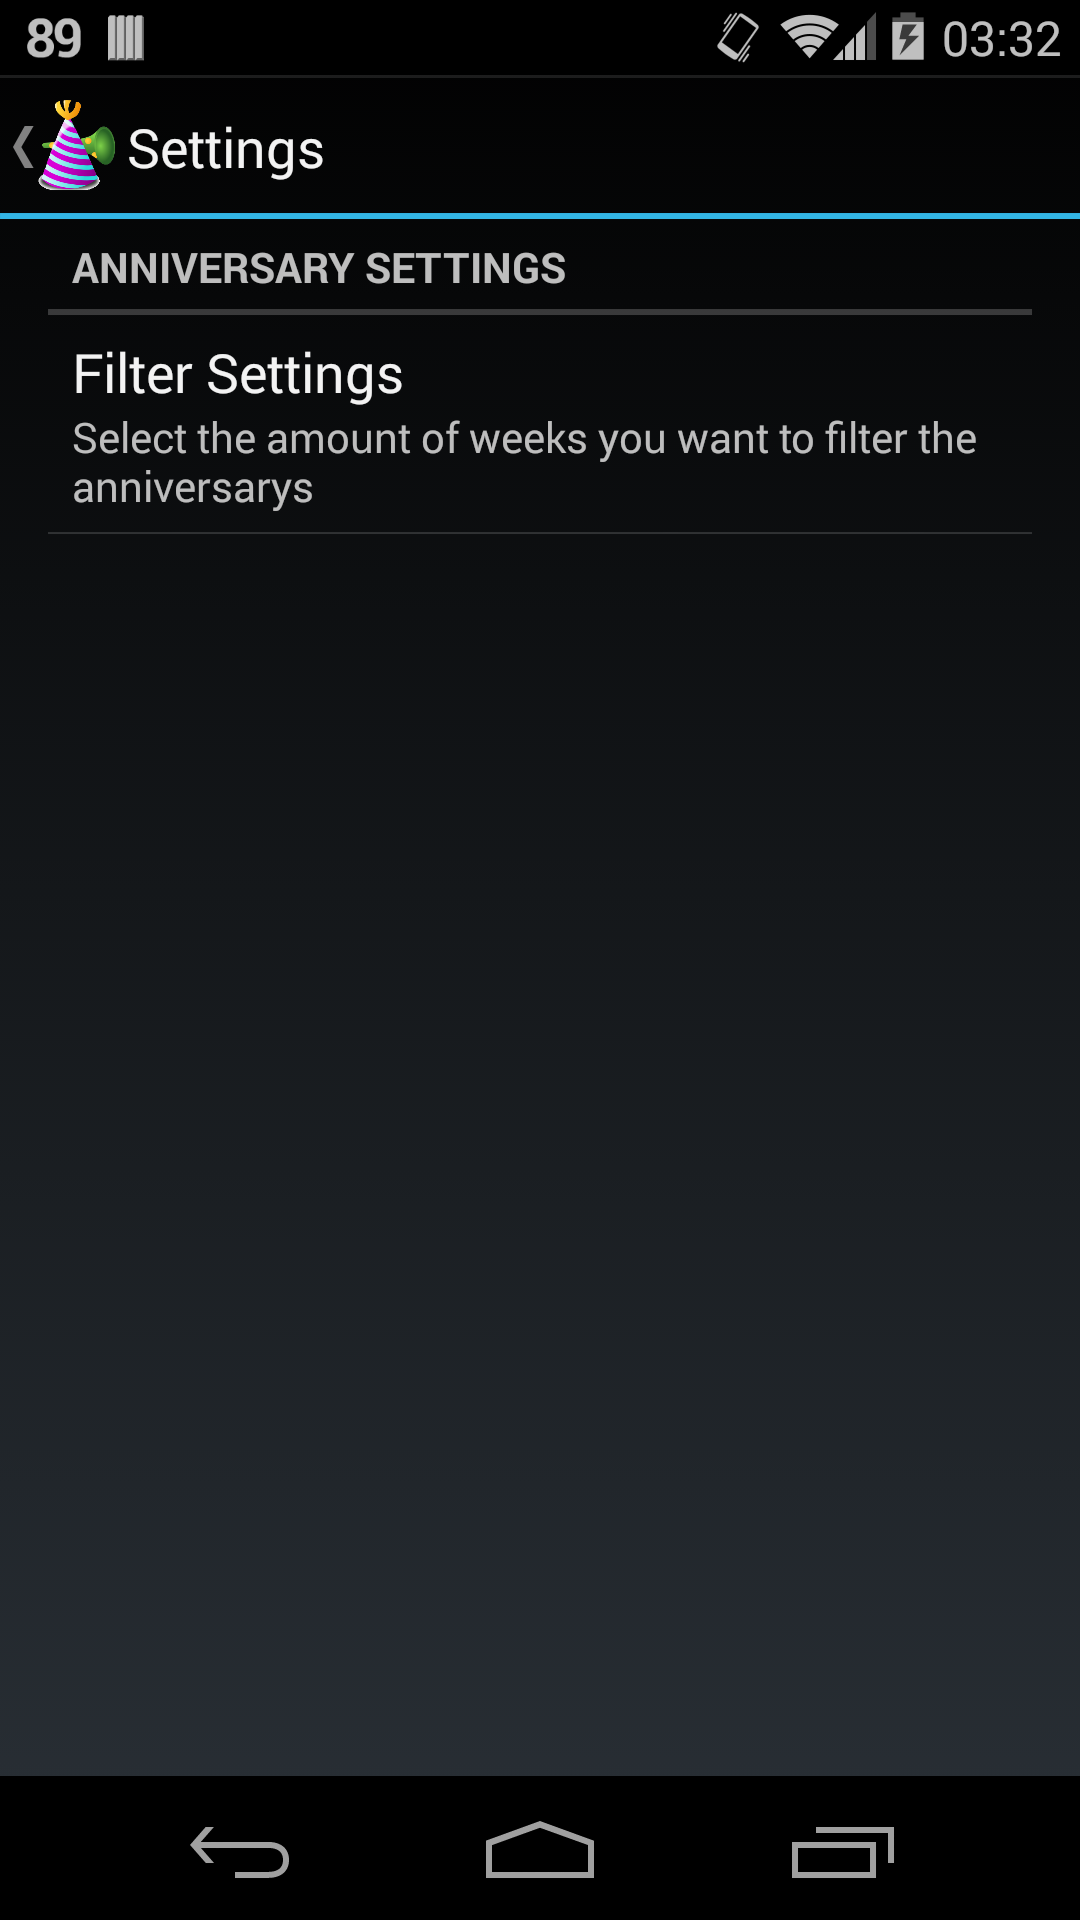 89 03:32
Settings
ANNIVERSARY SETTINGS
Filter Settings
Select the amount of weeks you want to filter the
anniversarys